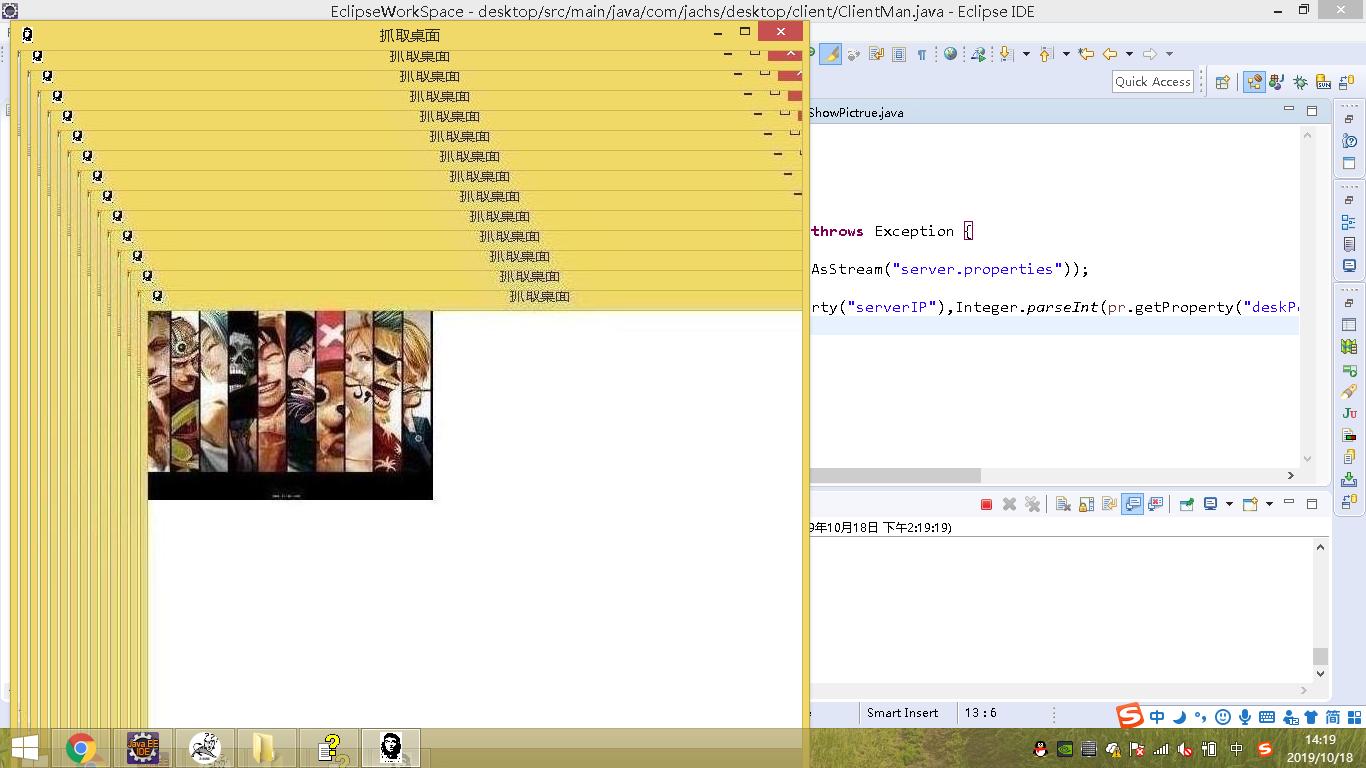 EclipseWorkSpace - desktop/src/main/java/com/jachs/desktop/client/ClientMan.java - Eclipse IDE
抓取桌面
抓取桌面
抓取桌面
抓取桌面
抓取桌面
抓取桌面
抓取桌面
抓取桌面
抓取桌面
抓取桌面
抓取桌面
抓取桌面
抓取桌面
抓取桌面
Quick Access
ShowPictrue.java
throws Exception {
AsStream("server.properties"));
rty("serverIP"),Integer.parseInt(pr.getProperty("deskP
9年10月18日 下午2:19:19)
Smart Insert
13 : 6
中
简
Java EE
IDE
中
14:19
2019/10/18